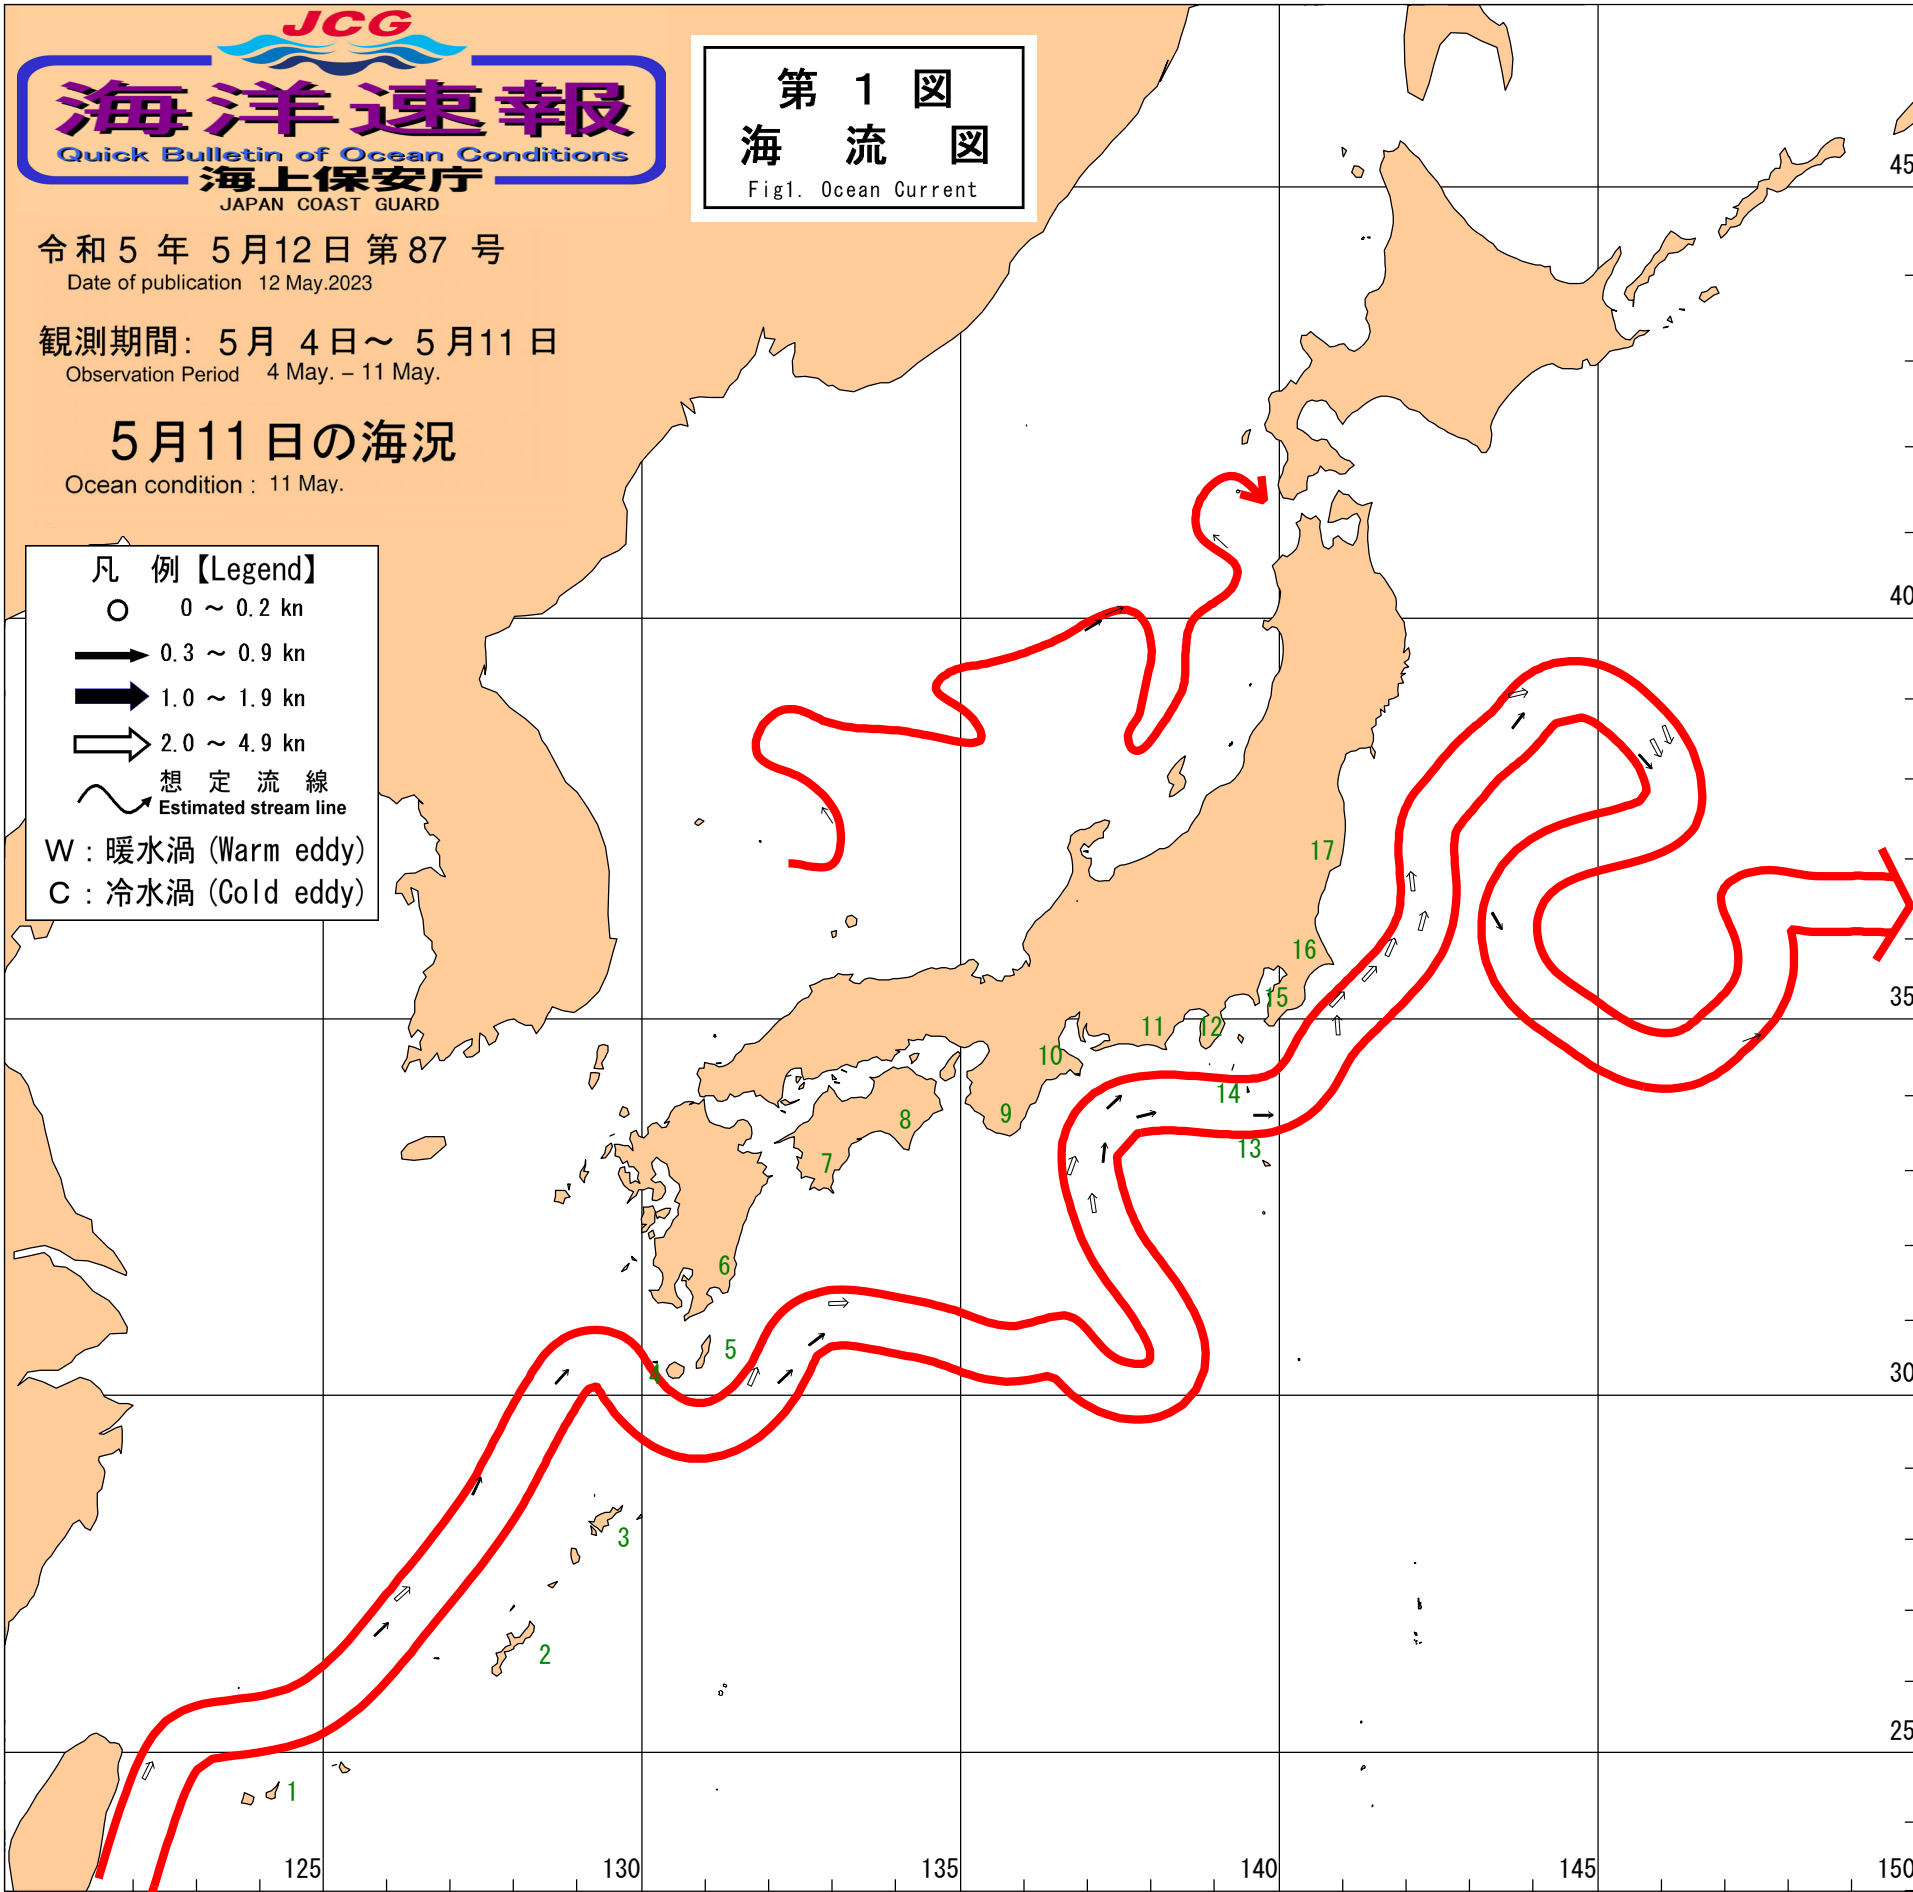 JCG
海洋速報
Quick Bulletin of Ocean Conditions
海上保安庁
JAPAN COAST GUARD
第 1 図
海 流 図
Fig1. Ocean Current
令和 5 年 5月12日 第87 号
Date of publication 12 May.2023
観測期間: 5月 4日～ 5月11日
Observation Period 4 May. – 11 May.
5月11日の海況
Ocean condition : 11 May.
凡 例【Legend】
0 ～ 0.2 kn
0.3 ～ 0.9 kn
1.0 ～ 1.9 kn
2.0 ～ 4.9 kn
想 定 流 線
Estimated stream line
W : 暖水渦 (Warm eddy)
C : 冷水渦 (Cold eddy)
45
40
17
16
35
15
11
12
10
14
9
8
13
7
6
5
4
30
3
2
25
1
125
130
135
140
145
150